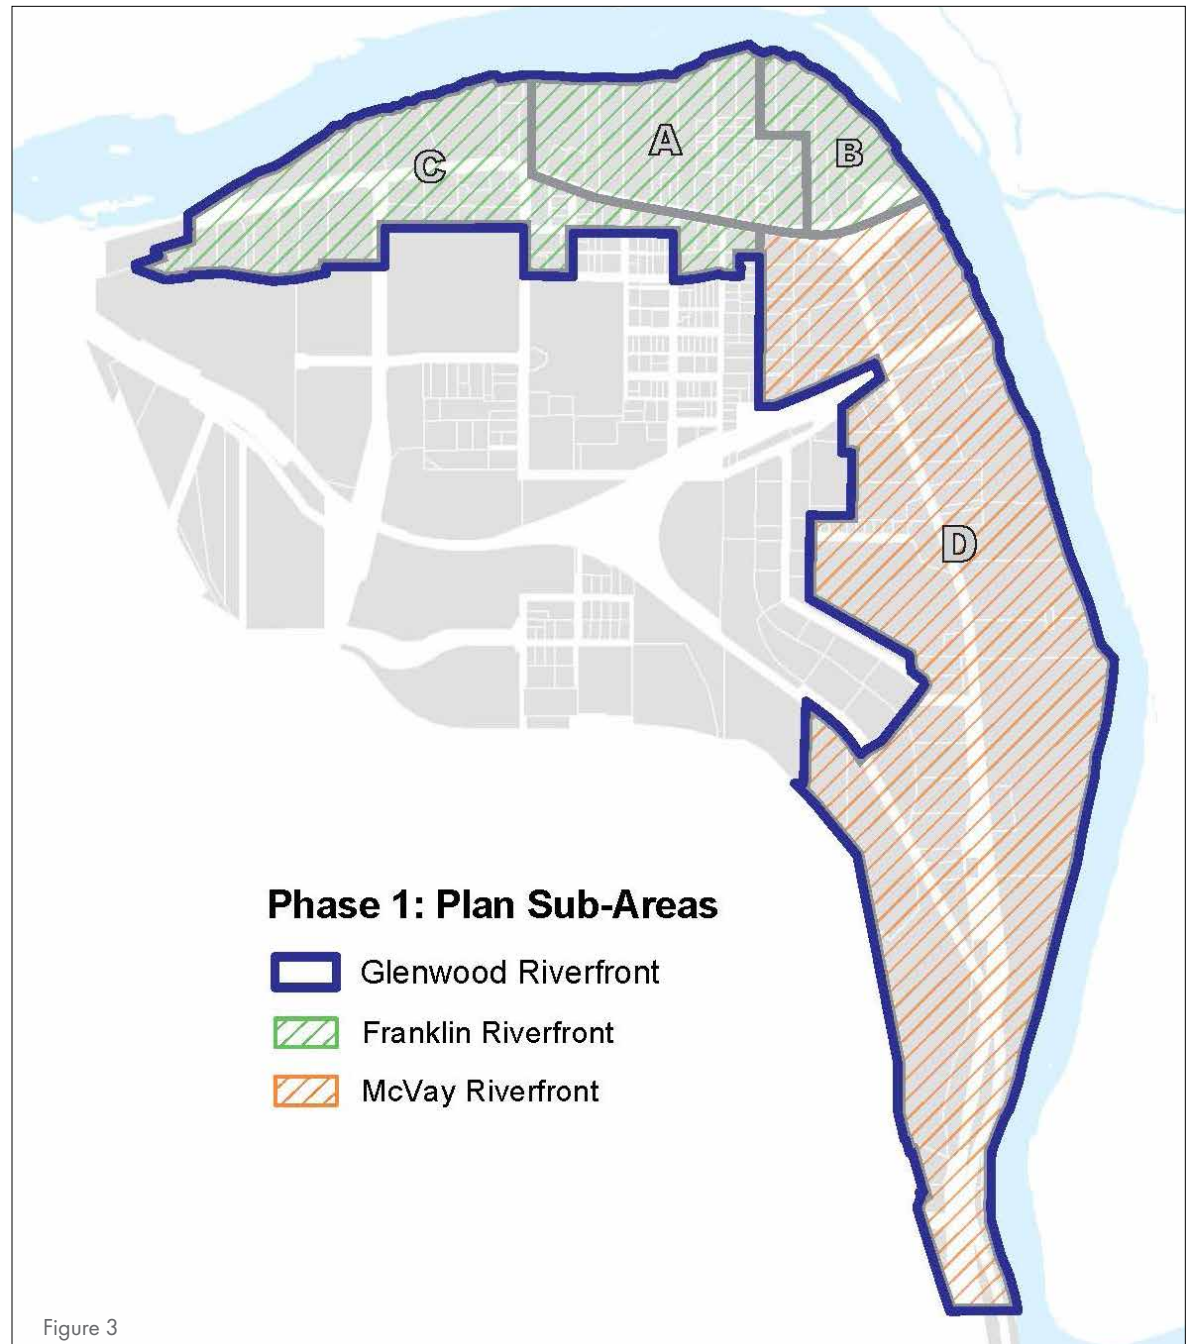 A
B
C
D
Phase 1: Plan Sub-Areas
Glenwood Riverfront
Franklin Riverfront
McVay Riverfront
Figure 3